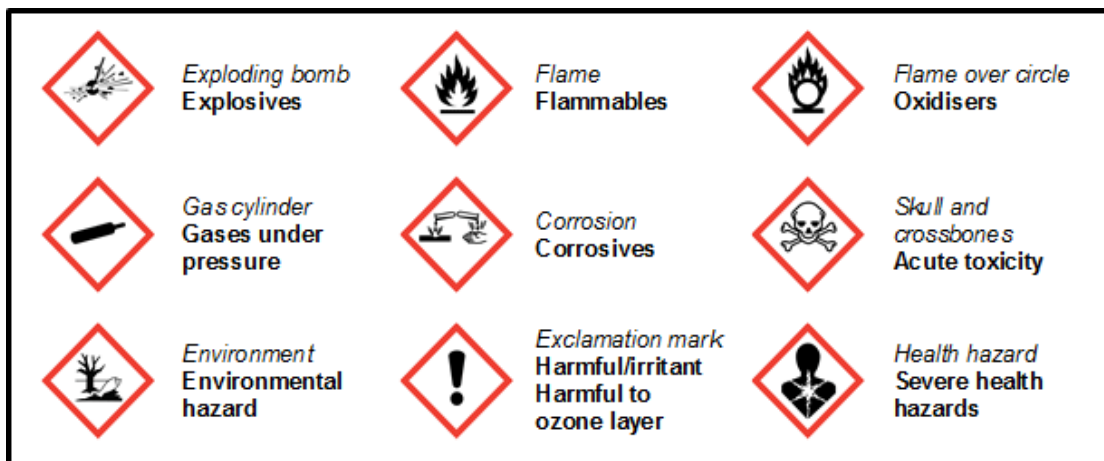 Exploding bomb
Explosives
Flame
Flammables
Flame over circle
Oxidisers
Gas cylinder
Gases under
pressure
Corrosion
Corrosives
Skull and
crossbones
Acute toxicity
Environment
Environmental
hazard
Exclamation mark
Harmful/irritant
Harmful to
ozone layer
Health hazard
Severe health
hazards